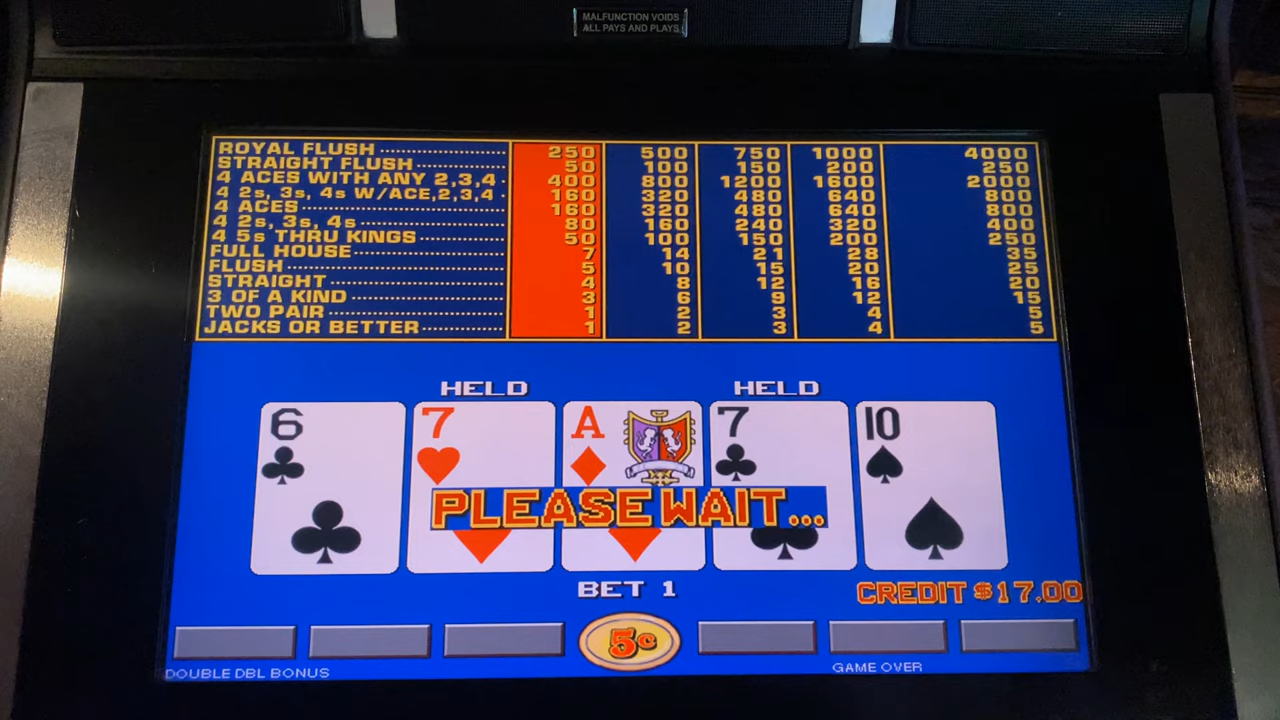 MALFUNCTION VOIDS
ALL PAYS AND PLAYS
ROYAL FLUSH 250 500 750 1000 4000
STRAIGHT FLUSH 50 100 150 200 250
4 ACES WITH ANY 2,3,4 400 800 1200 1600 2000
4 2s, 3s, 4s W/ACE,2,3,4 160 320 480 640 800
4 ACES 160 320 480 640 800
4 2s, 3s, 4s 80 160 240 320 400
4 5s THRU KINGS 50 100 150 200 250
FULL HOUSE 7 14 21 28 35
FLUSH 5 10 15 20 25
STRAIGHT 4 8 12 16 20
3 OF A KIND 3 6 9 12 15
TWO PAIR 1 2 3 4 5
JACKS OR BETTER 1 2 3 4 5
HELD HELD
6 7 A 7 10
PLEASE WAIT...
BET 1
CREDIT $17.00
5¢
DOUBLE DBL BONUS
GAME OVER